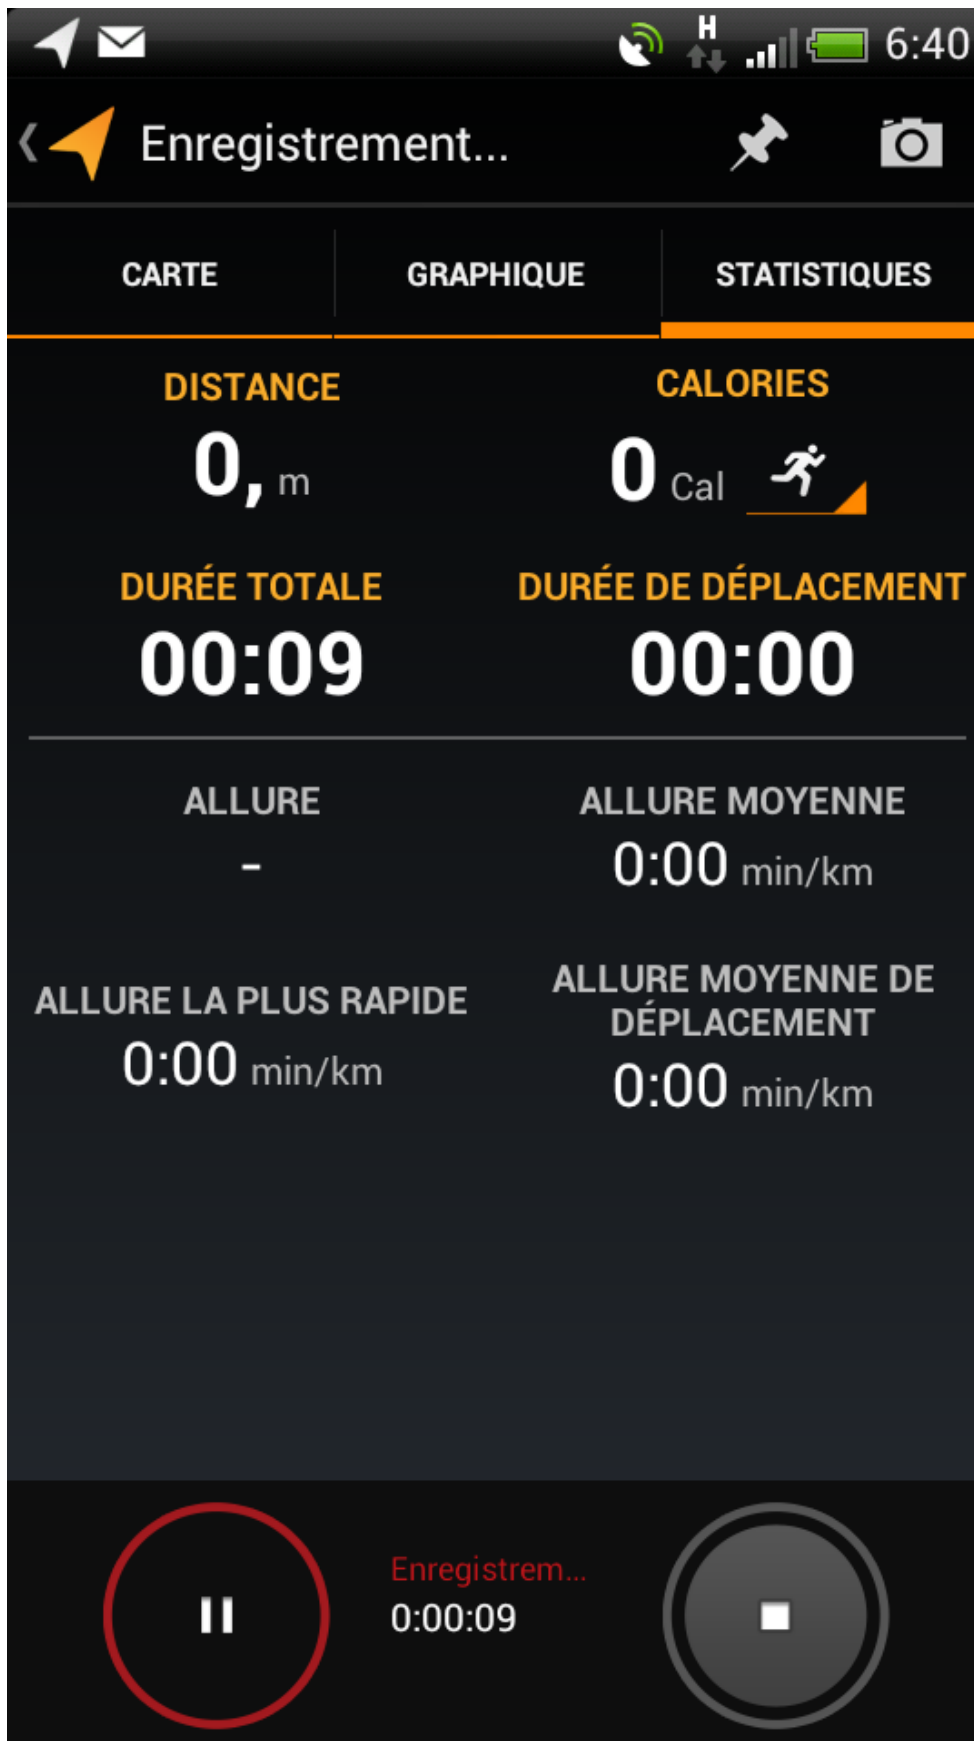 H
6:40
Enregistrement...
CARTE
GRAPHIQUE
STATISTIQUES
DISTANCE
CALORIES
0, m
0 Cal
DURÉE TOTALE
DURÉE DE DÉPLACEMENT
00:09
00:00
ALLURE
ALLURE MOYENNE
-
0:00 min/km
ALLURE LA PLUS RAPIDE
0:00 min/km
ALLURE MOYENNE DE
DÉPLACEMENT
0:00 min/km
Enregistrem...
0:00:09